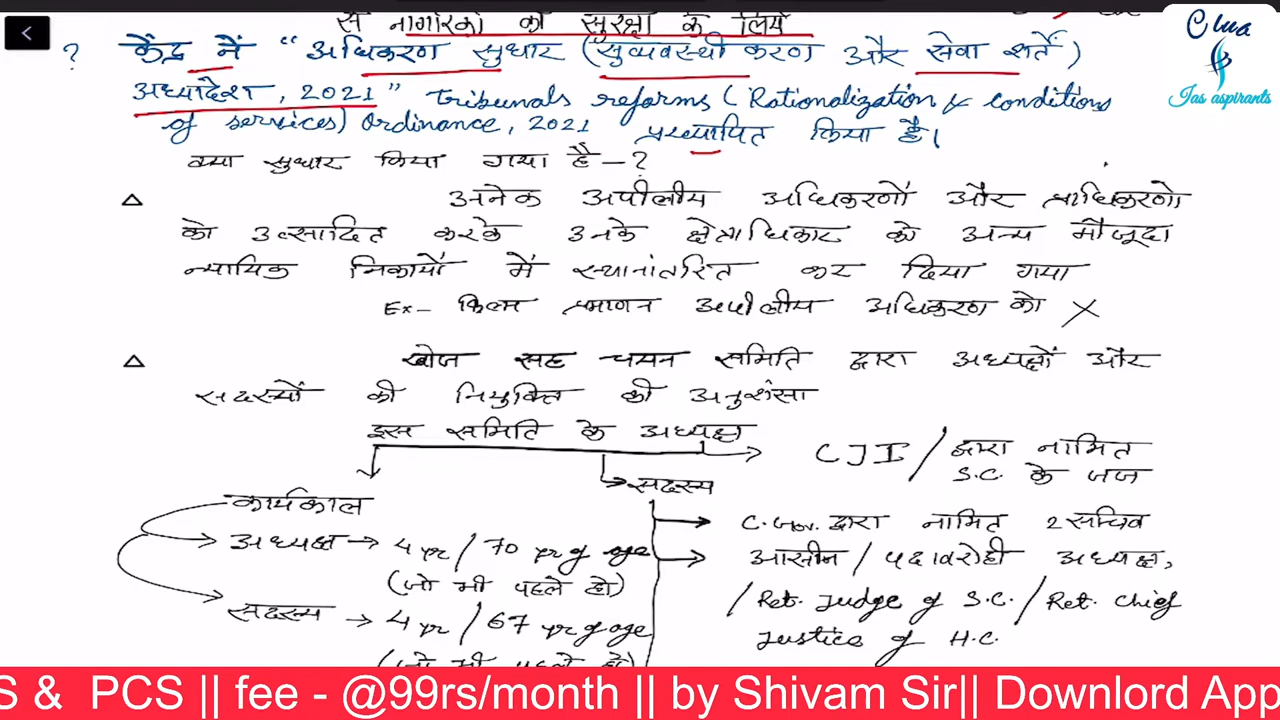 से नागरिकों की सुरक्षा के लिये
Clua
Ias aspirants
? केंद्र ने "अधिकरण सुधार (सुव्यवस्थीकरण और सेवा शर्तें)
अध्यादेश, 2021" Tribunals reforms (Rationalization & conditions
of services) Ordinance, 2021 प्रख्यापित किया है।
क्या सुधार किया गया है -?
△ अनेक अपीलीय अधिकरणों और प्राधिकरणो
को उत्सादित करके उनके क्षेत्राधिकार को अन्य मौजूदा
न्यायिक निकायों में स्थानांतरित कर दिया गया
Ex- फिल्म प्रमाणन अपीलीय अधिकरण को X
△ खोज सह चयन समिति द्वारा अध्यक्षों और
सदस्यों की नियुक्ति की अनुशंसा
इस समिति के अध्यक्ष
CJI / द्वारा नामित
S.C. के जज
सदस्य
कार्यकाल
C. Gov. द्वारा नामित 2 सचिव
अध्यक्ष → 4 yr / 70 yr of age
(जो भी पहले हो)
आसीन / पदावरोही अध्यक्ष,
/ Ret. Judge of S.C. / Ret. Chief
Justice of H.C.
सदस्य → 4 yr / 67 yr of age
(जो भी पहले हो)
S & PCS || fee - @99rs/month || by Shivam Sir|| Downlord App